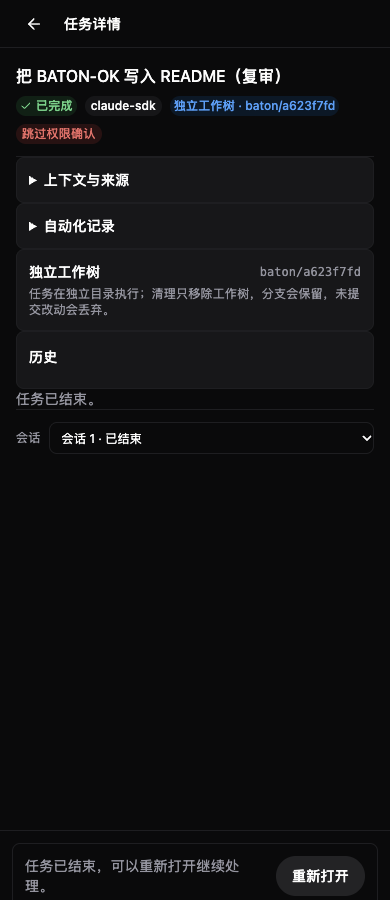 任务详情
把 BATON-OK 写入 README（复审）
已完成
claude-sdk
独立工作树 · baton/a623f7fd
跳过权限确认
上下文与来源
自动化记录
独立工作树
baton/a623f7fd
任务在独立目录执行；清理只移除工作树，分支会保留，未提
交改动会丢弃。
历史
任务已结束。
会话
会话 1 · 已结束
任务已结束，可以重新打开继续处
理。
重新打开